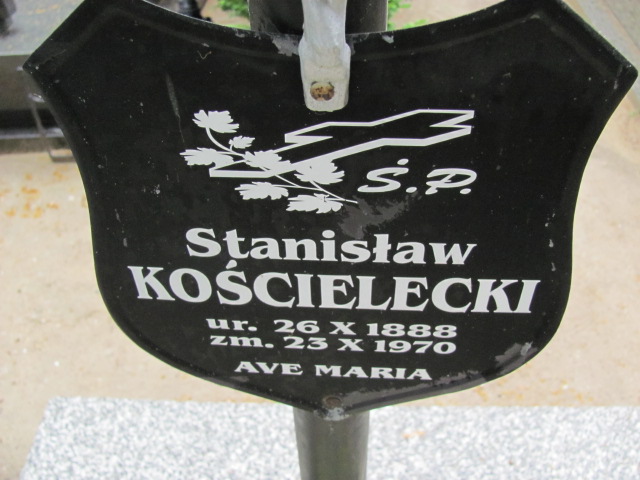 Ś.P.
Stanisław
KOŚCIELECKI
ur. 26 X 1888
zm. 23 X 1970
AVE MARIA